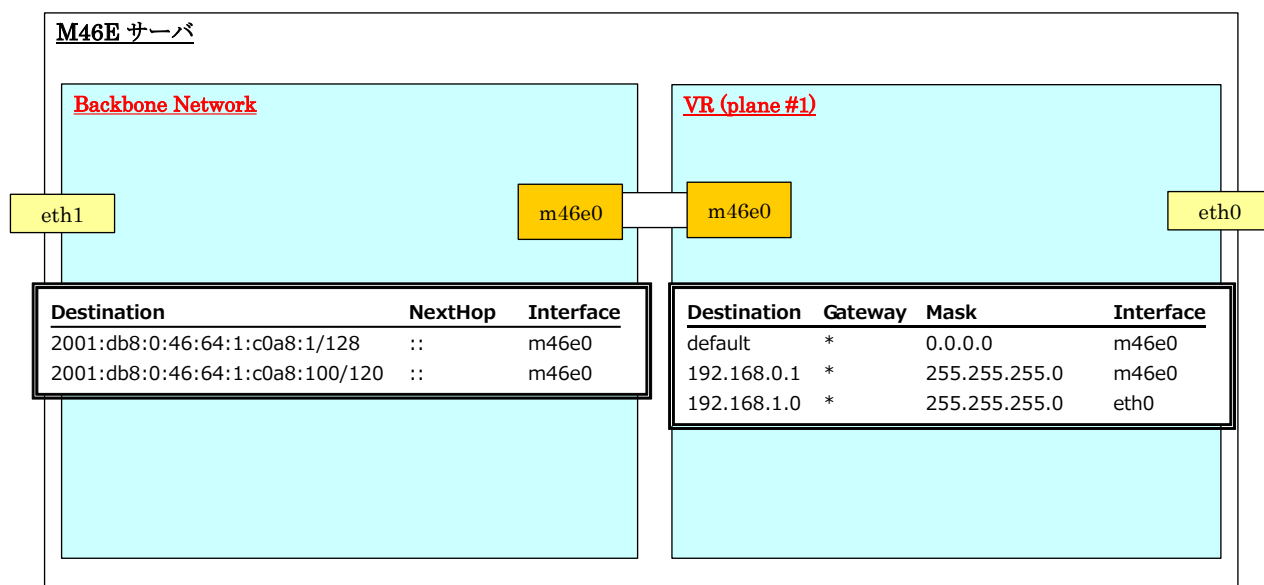 M46E サーバ
Backbone Network
VR (plane #1)
eth1
m46e0
m46e0
eth0
Destination NextHop Interface
2001:db8:0:46:64:1:c0a8:1/128 :: m46e0
2001:db8:0:46:64:1:c0a8:100/120 :: m46e0
Destination Gateway Mask Interface
default * 0.0.0.0 m46e0
192.168.0.1 * 255.255.255.0 m46e0
192.168.1.0 * 255.255.255.0 eth0